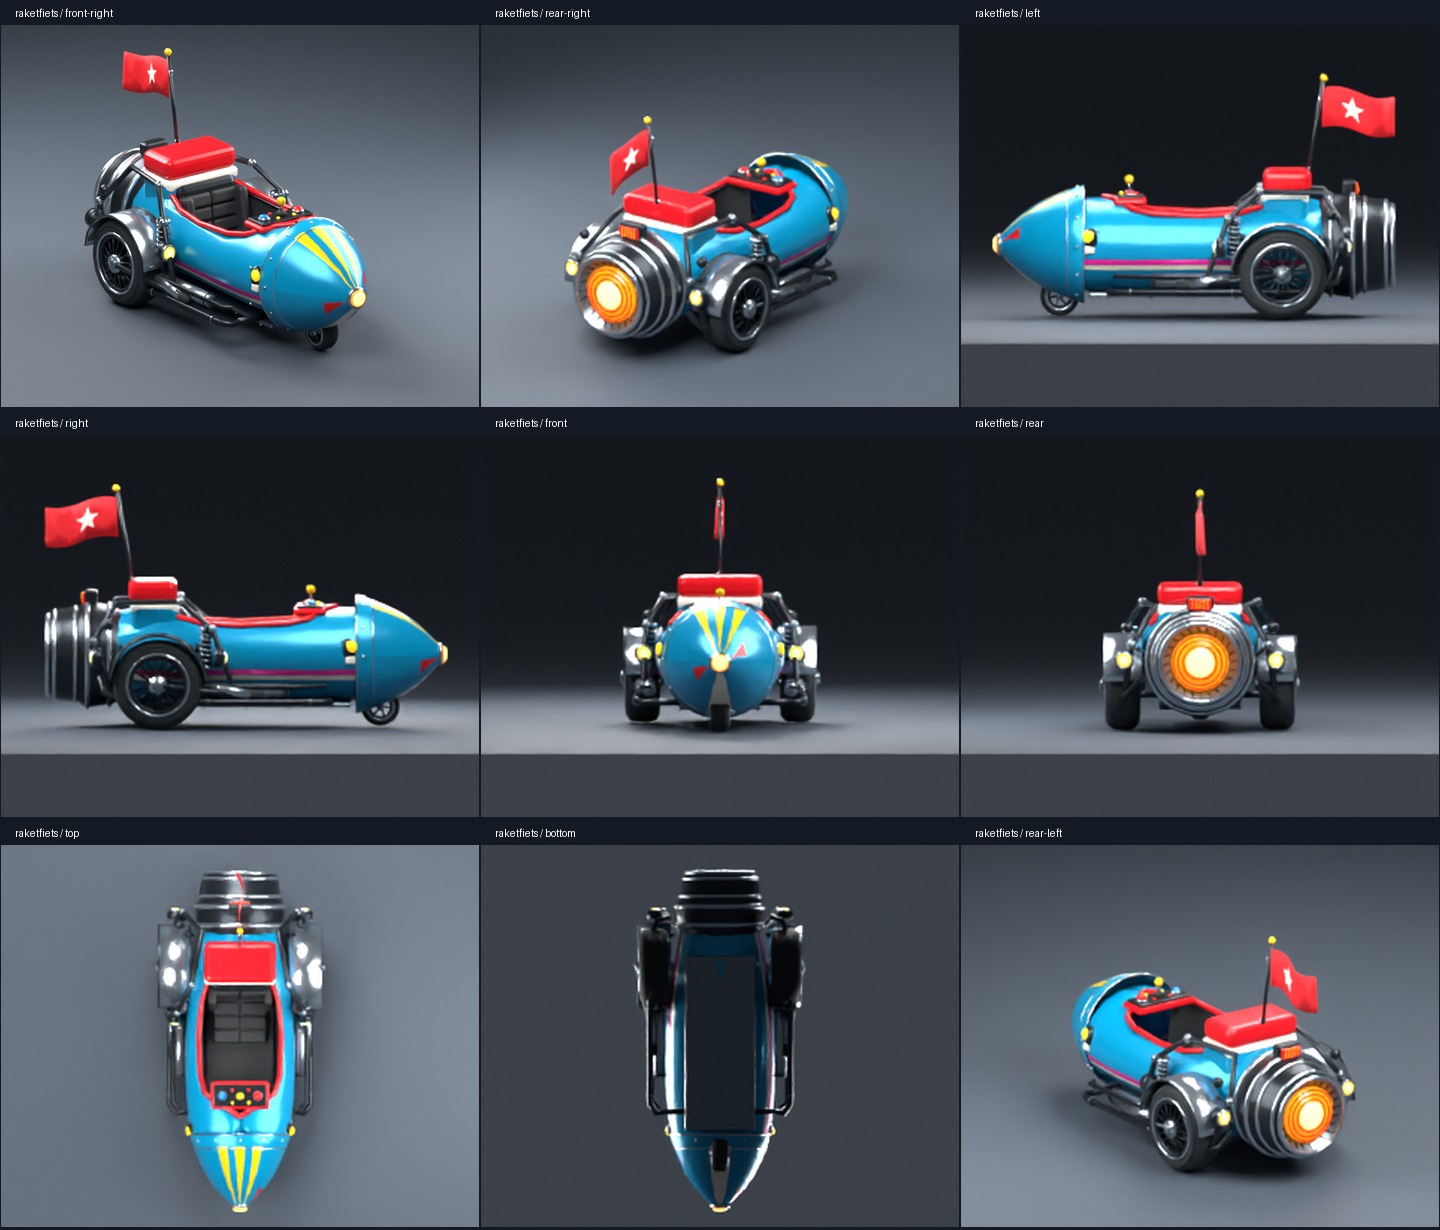 raketfiets / front-right
raketfiets / rear-right
raketfiets / left
raketfiets / right
raketfiets / front
raketfiets / rear
raketfiets / top
raketfiets / bottom
raketfiets / rear-left